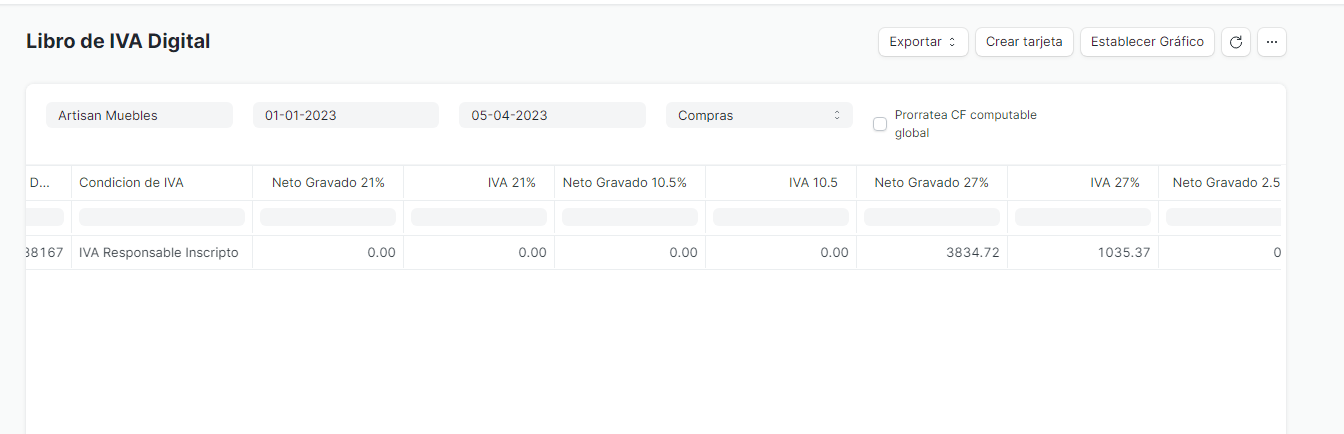 Libro de IVA Digital
Exportar
Crear tarjeta
Establecer Gráfico
Artisan Muebles
01-01-2023
05-04-2023
Compras
Prorratea CF computable
global
D... Condicion de IVA Neto Gravado 21% IVA 21% Neto Gravado 10.5% IVA 10.5 Neto Gravado 27% IVA 27% Neto Gravado 2.5
38167 IVA Responsable Inscripto 0.00 0.00 0.00 0.00 3834.72 1035.37 0